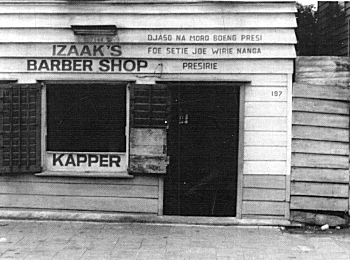 IZAAK'S
BARBER SHOP
DJASO NA MORO BOENG PRESI
FOE SETIE JOE WIRIE NANGA
PRESIRIE
197
KAPPER